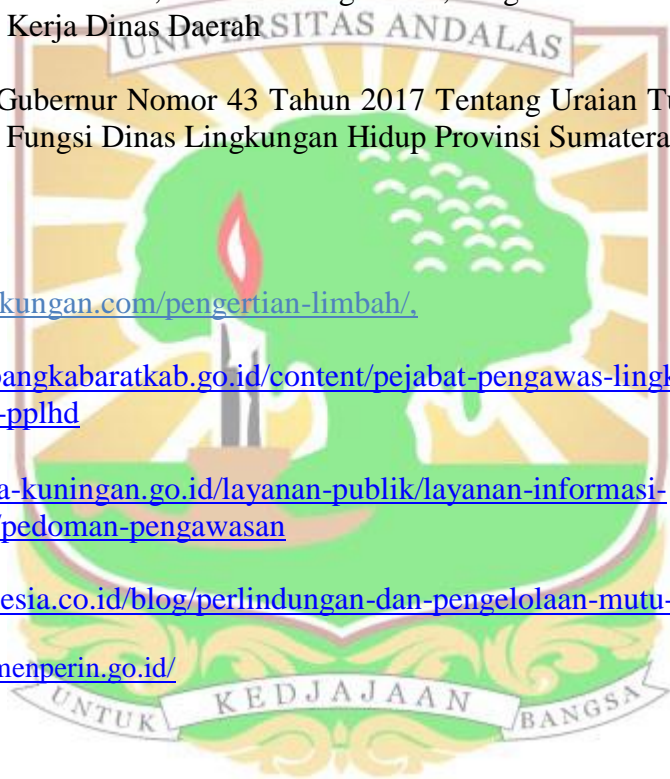 Kerja Dinas Daerah
UNIVERSITAS ANDALAS
Gubernur Nomor 43 Tahun 2017 Tentang Uraian
Fungsi Dinas Lingkungan Hidup Provinsi Sumatera
kungan.com/pengertian-limbah/,
bangkabaratkab.go.id/content/pejabat-pengawas-lingk
-pplhd
a-kuningan.go.id/layanan-publik/layanan-informasi-
/pedoman-pengawasan
esia.co.id/blog/perlindungan-dan-pengelolaan-mutu-
menperin.go.id/
UNTUK KEDJAJAAN BANGSA